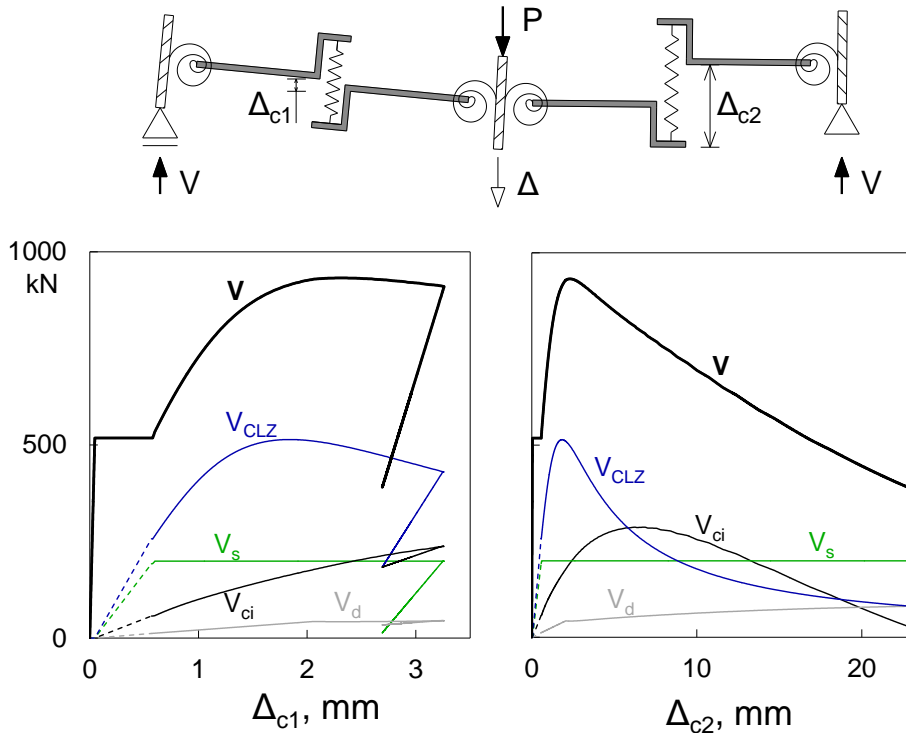 P
Δc1
Δc2
V
Δ
V
1000
kN
500
0
V
VCLZ
Vs
Vci
Vd
0
1
2
3
Δc1, mm
V
VCLZ
Vci
Vs
Vd
0
10
20
Δc2, mm